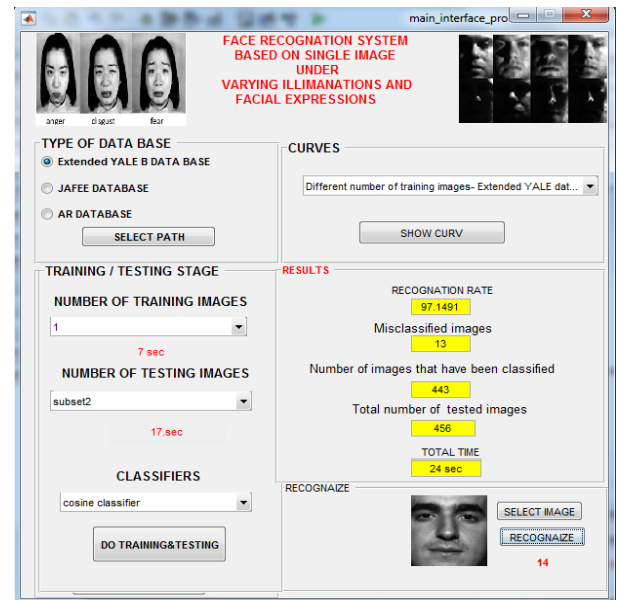 main_interface_pro
FACE RECOGNATION SYSTEM
BASED ON SINGLE IMAGE
UNDER
VARYING ILLIMANATIONS AND
FACIAL EXPRESSIONS
anger disgust fear
TYPE OF DATA BASE
Extended YALE B DATA BASE
JAFEE DATABASE
AR DATABASE
SELECT PATH
CURVES
Different number of training images- Extended YALE dat...
SHOW CURV
TRAINING / TESTING STAGE
NUMBER OF TRAINING IMAGES
1
7 sec
NUMBER OF TESTING IMAGES
subset2
17.sec
CLASSIFIERS
cosine classifier
DO TRAINING&TESTING
RESULTS
RECOGNATION RATE
97.1491
Misclassified images
13
Number of images that have been classified
443
Total number of tested images
456
TOTAL TIME
24 sec
RECOGNAIZE
SELECT IMAGE
RECOGNAIZE
14